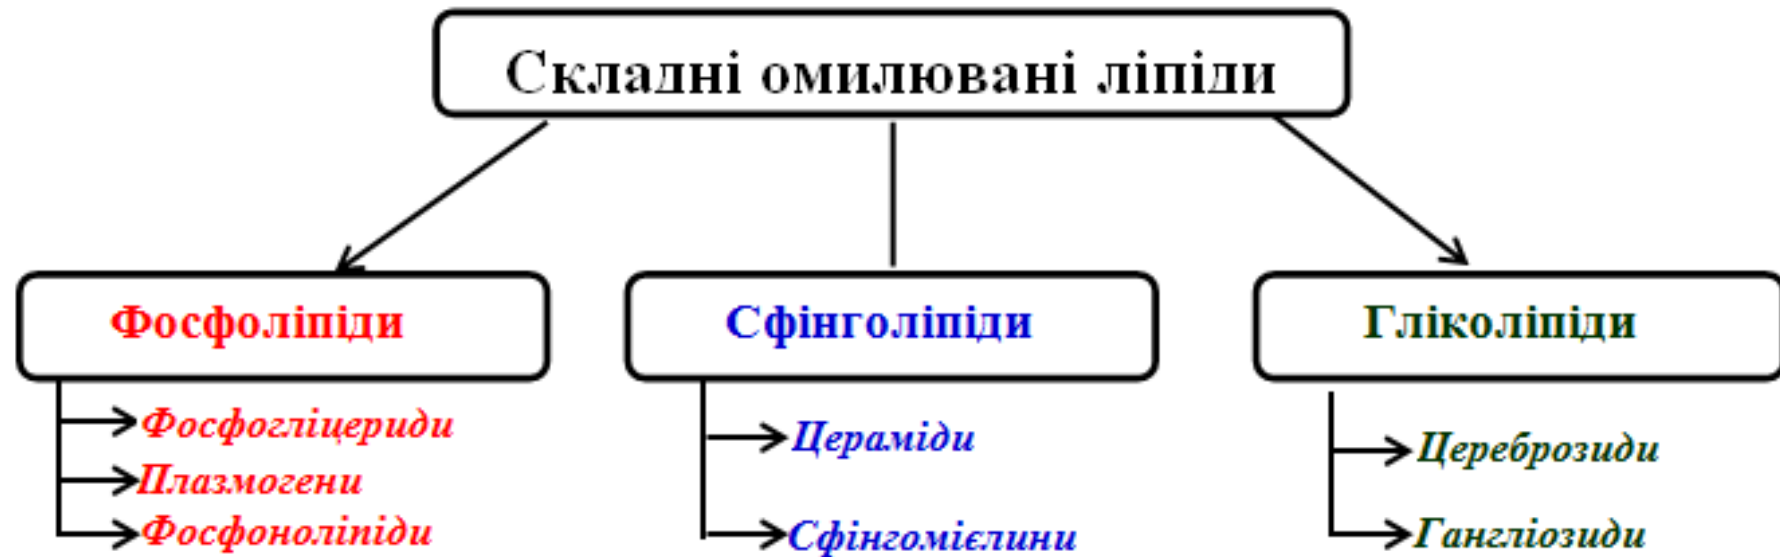 Складні омилювані ліпіди
Фосфоліпіди
Фосфогліцериди
Плазмогени
Фосфоноліпіди
Сфінголіпіди
Цераміди
Сфінгомієлини
Гліколіпіди
Цереброзиди
Гангліозиди